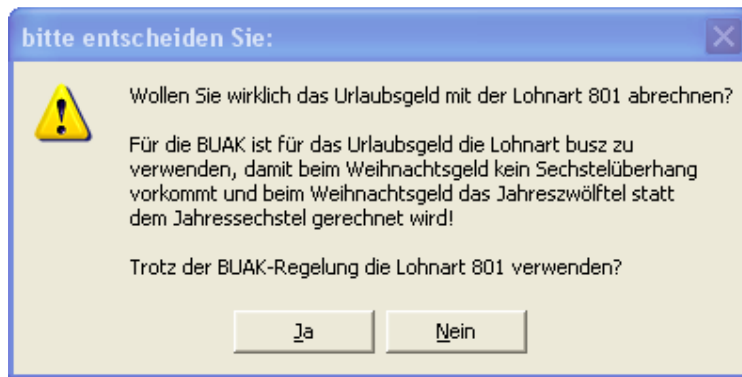 bitte entscheiden Sie:
Wollen Sie wirklich das Urlaubsgeld mit der Lohnart 801 abrechnen?
Für die BUAK ist für das Urlaubsgeld die Lohnart busz zu
verwenden, damit beim Weihnachtsgeld kein Sechstelüberhang
vorkommt und beim Weihnachtsgeld das Jahreszwölftel statt
dem Jahressechstel gerechnet wird!
Trotz der BUAK-Regelung die Lohnart 801 verwenden?
Ja Nein